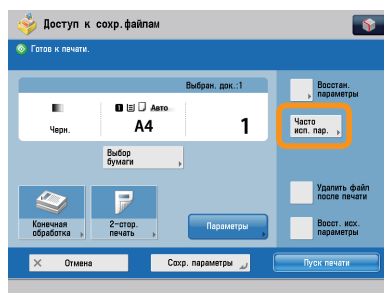 Доступ к сохр.файлам
Готов к печати.
Выбран. док.:1
Черн.
Авто
A4
1
Восстан.
параметры
Часто
исп. пар.
Выбор
бумаги
Конечная
обработка
2-стор.
печать
Параметры
Удалить файл
после печати
Восст. исх.
параметры
Отмена
Сохр. параметры
Пуск печати